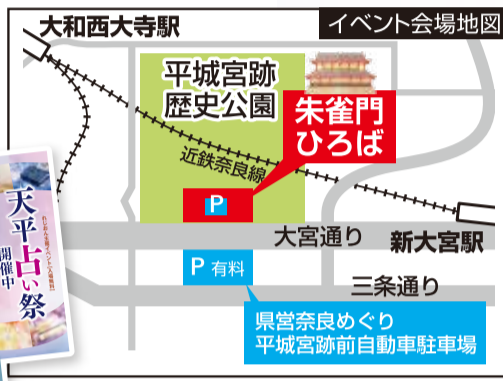 イベント会場地図
大和西大寺駅
平城宮跡
歴史公園
朱雀門
ひろば
近鉄奈良線
P
大宮通り
新大宮駅
P 有料
三条通り
県営奈良めぐり
平城宮跡前自動車駐車場
天平占い祭
開催中